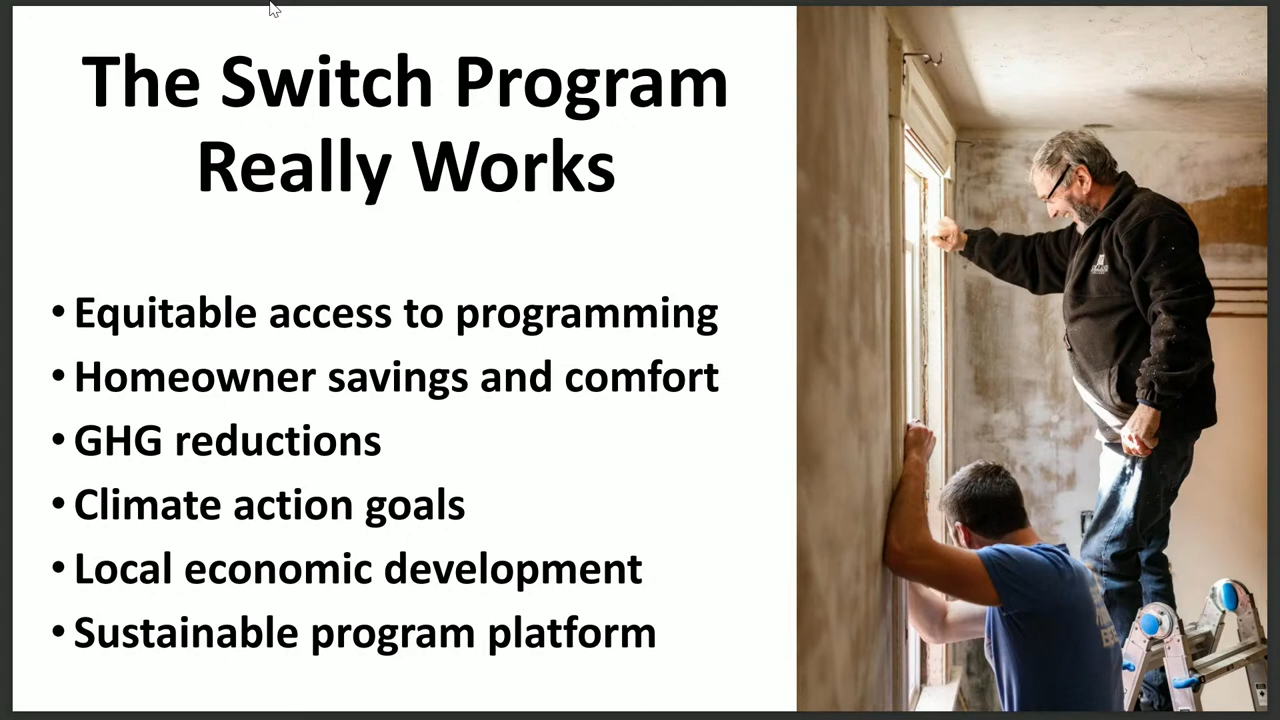 The Switch Program
Really Works
• Equitable access to programming
• Homeowner savings and comfort
• GHG reductions
• Climate action goals
• Local economic development
• Sustainable program platform